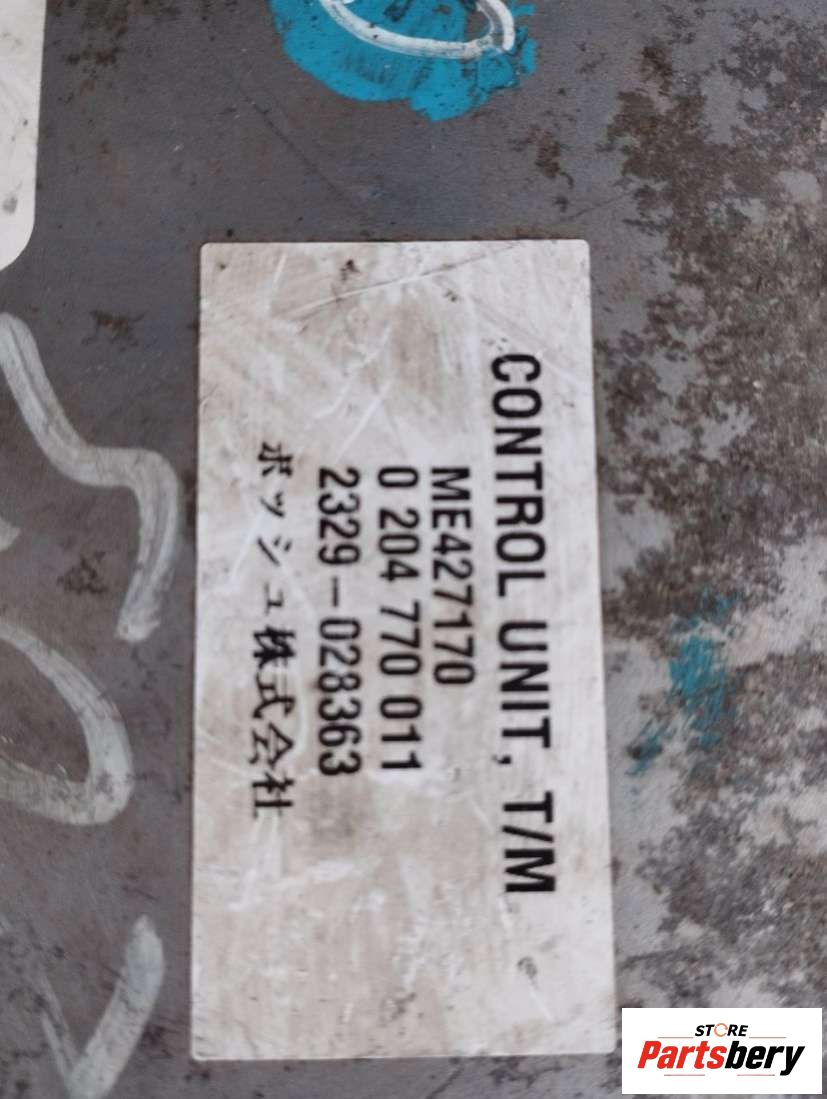 CONTROL UNIT, T/M
ME427170
0 204 770 011
2329-028363
ボッシュ株式会社
STORE
Partsbery